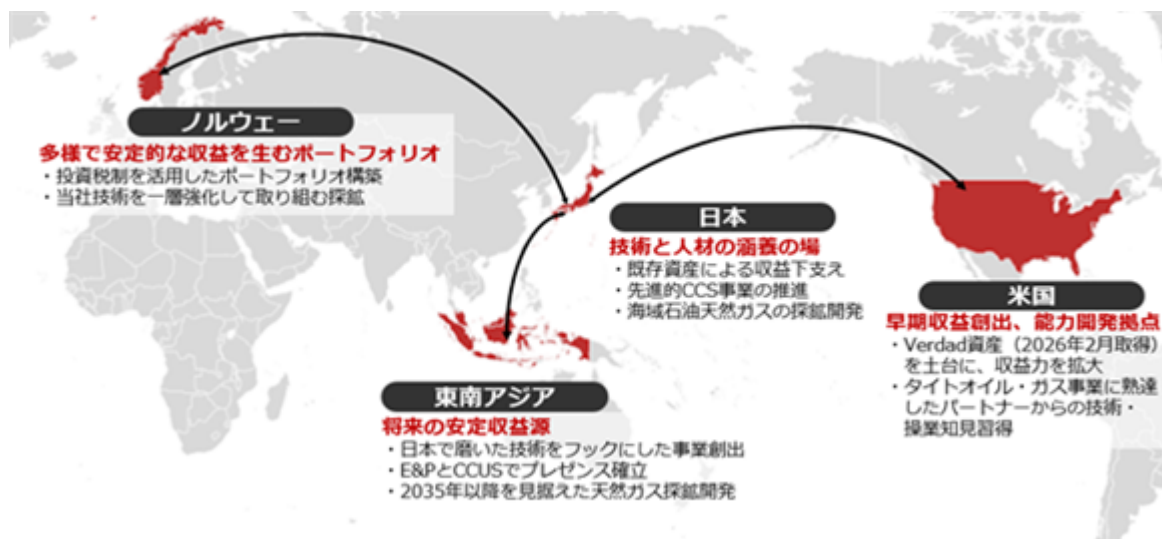 ノルウェー
多様で安定的な収益を生むポートフォリオ
・投資税制を活用したポートフォリオ構築
・当社技術を一層強化して取り組む探鉱
日本
技術と人材の涵養の場
・既存資産による収益下支え
・先進的CCS事業の推進
・海域石油天然ガスの探鉱開発
米国
早期収益創出、能力開発拠点
・Verdad資産（2026年2月取得）
を土台に、収益力を拡大
・タイトオイル・ガス事業に熟達
したパートナーからの技術・
操業知見習得
東南アジア
将来の安定収益源
・日本で磨いた技術をフックにした事業創出
・E&PとCCUSでプレゼンス確立
・2035年以降を見据えた天然ガス探鉱開発